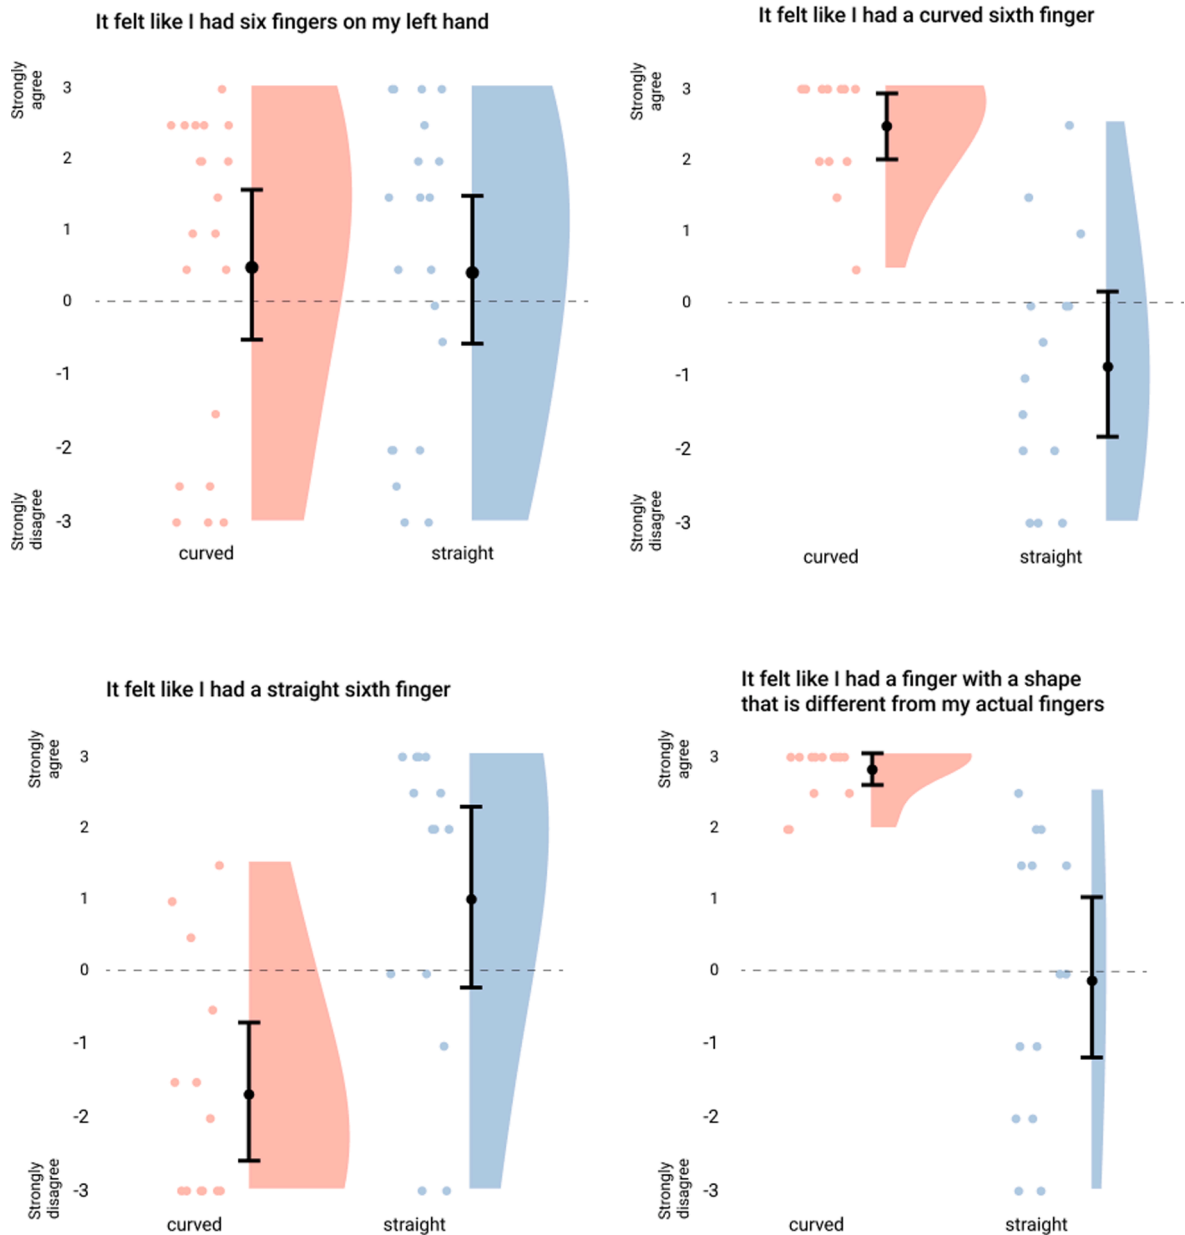 It felt like I had six fingers on my left hand
Strongly
agree
3
2
1
0
-1
-2
-3
Strongly
disagree
curved
straight
It felt like I had a curved sixth finger
Strongly
agree
3
2
1
0
-1
-2
-3
Strongly
disagree
curved
straight
It felt like I had a straight sixth finger
Strongly
agree
3
2
1
0
-1
-2
-3
Strongly
disagree
curved
straight
It felt like I had a finger with a shape
that is different from my actual fingers
Strongly
agree
3
2
1
0
-1
-2
-3
Strongly
disagree
curved
straight